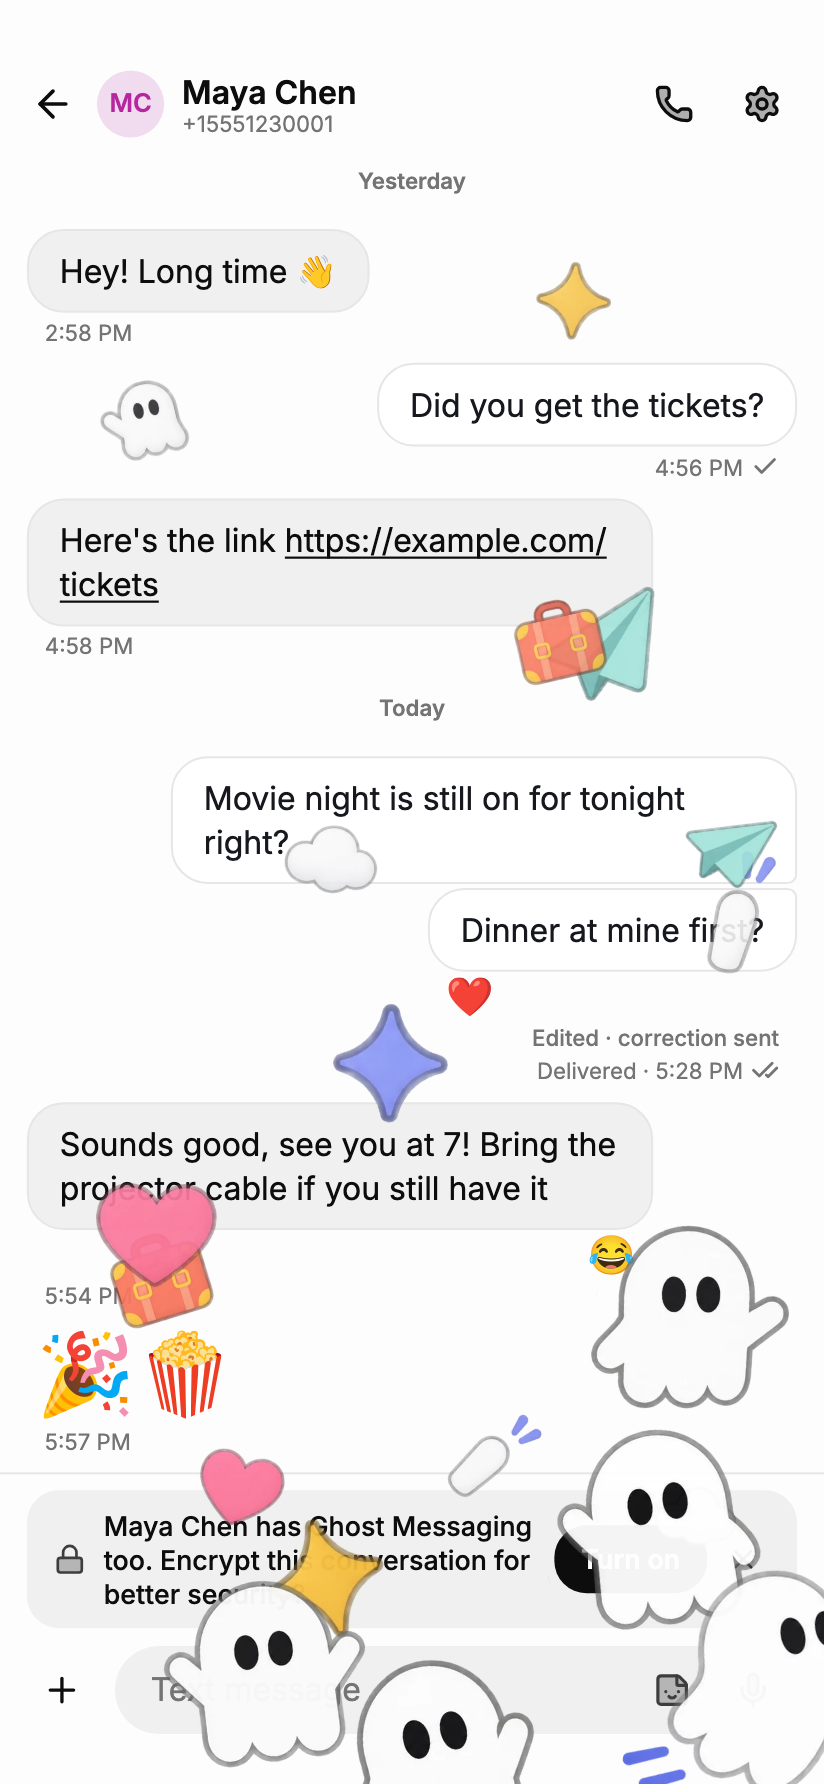 MC
Maya Chen
+15551230001
Yesterday
Hey! Long time 👋
2:58 PM
Did you get the tickets?
4:56 PM
Here's the link https://example.com/
tickets
4:58 PM
Today
Movie night is still on for tonight
right?
Dinner at mine first?
Edited · correction sent
Delivered · 5:28 PM
Sounds good, see you at 7! Bring the
projector cable if you still have it
5:54 PM
5:57 PM
Maya Chen has Ghost Messaging
too. Encrypt this conversation for
better security?
Turn on
Text message